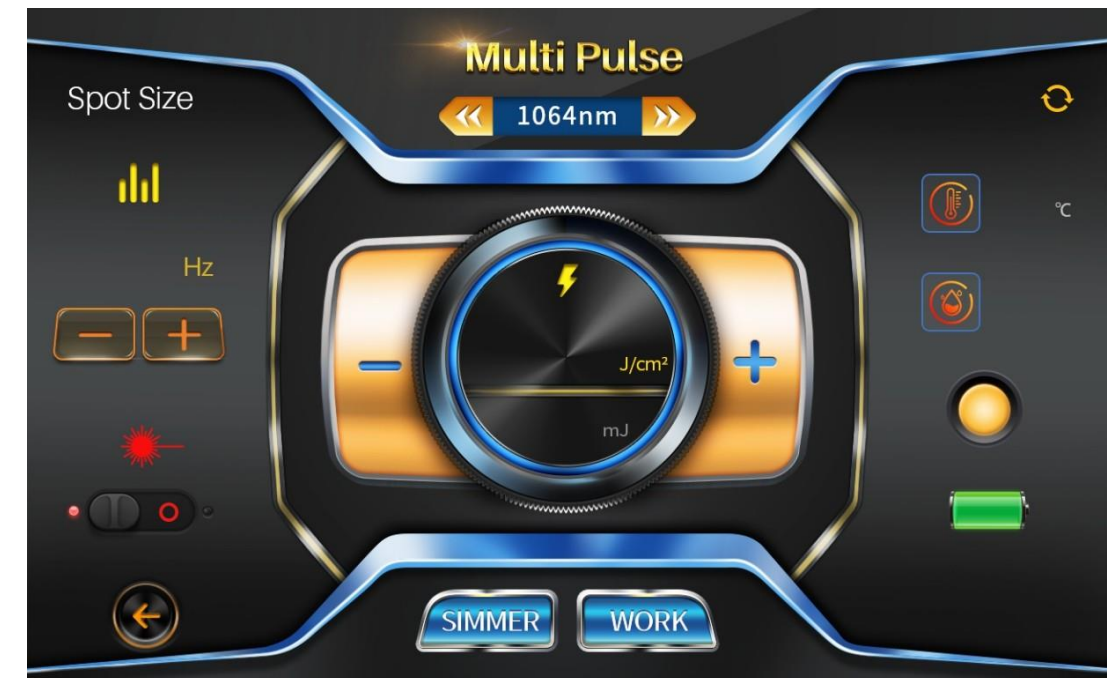 Multi Pulse
Spot Size
1064nm
Hz
°C
J/cm²
mJ
SIMMER
WORK